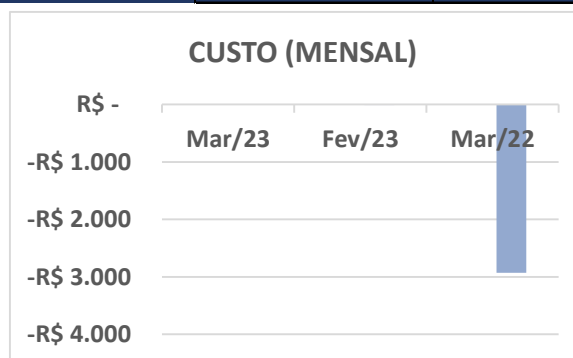 CUSTO (MENSAL)
R$ -
Mar/23 Fev/23 Mar/22
-R$ 1.000
-R$ 2.000
-R$ 3.000
-R$ 4.000